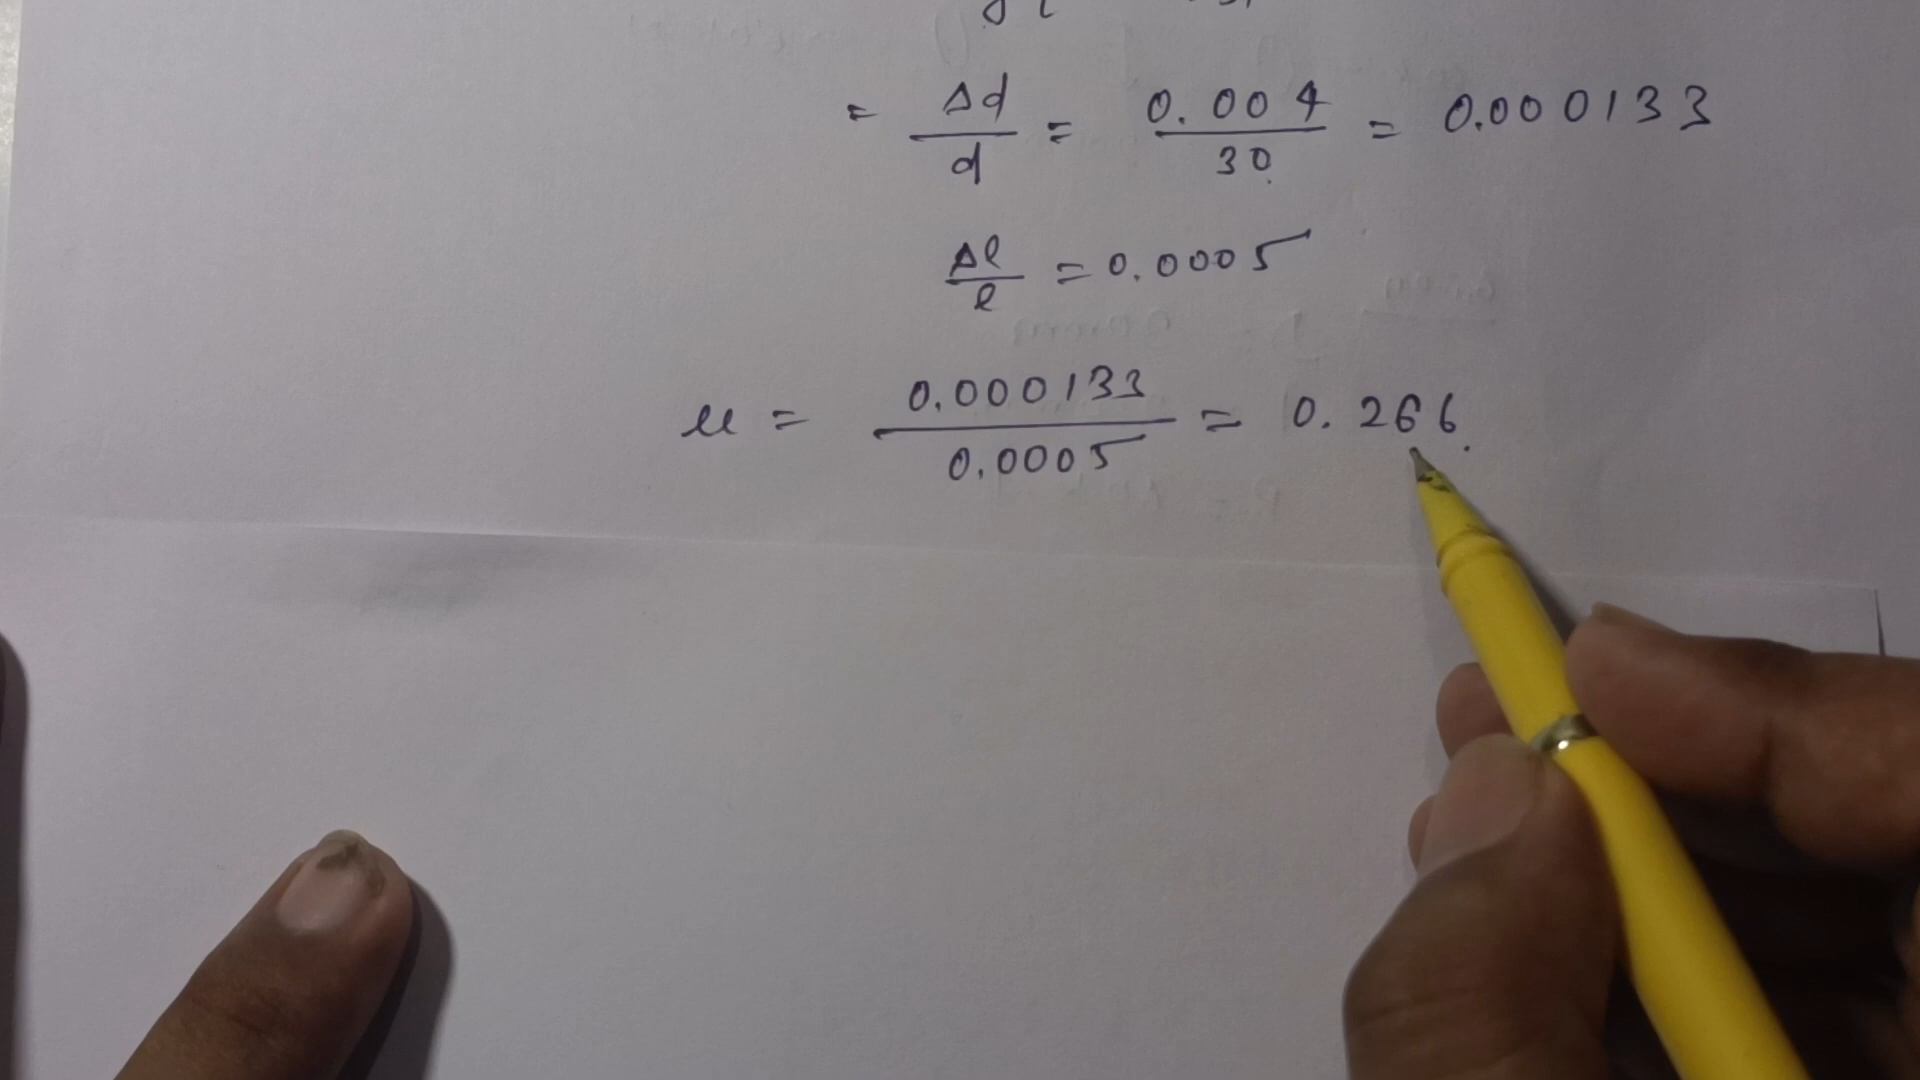 = Δd/d = 0.004/30 = 0.000133
Δl/l = 0.0005
μ = 0.000133/0.0005 = 0.266.